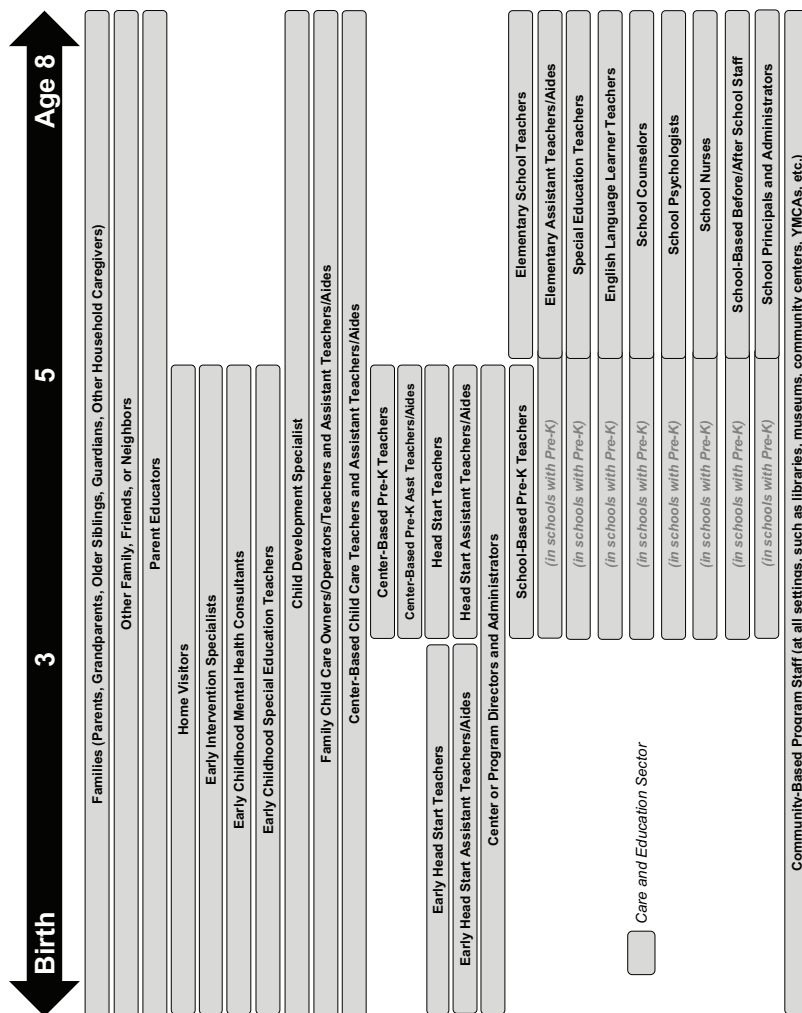 Birth 3 5 Age 8
Families (Parents, Grandparents, Older Siblings, Guardians, Other Household Caregivers)
Other Family, Friends, or Neighbors
Parent Educators
Home Visitors
Early Intervention Specialists
Early Childhood Mental Health Consultants
Early Childhood Special Education Teachers
Child Development Specialist
Family Child Care Owners/Operators/Teachers and Assistant Teachers/Aides
Center-Based Child Care Teachers and Assistant Teachers/Aides
Center-Based Pre-K Teachers
Center-Based Pre-K Asst Teachers/Aides
Early Head Start Teachers Head Start Teachers
Early Head Start Assistant Teachers/Aides Head Start Assistant Teachers/Aides
Center or Program Directors and Administrators
School-Based Pre-K Teachers Elementary School Teachers
(in schools with Pre-K) Elementary Assistant Teachers/Aides
(in schools with Pre-K) Special Education Teachers
(in schools with Pre-K) English Language Learner Teachers
(in schools with Pre-K) School Counselors
(in schools with Pre-K) School Psychologists
(in schools with Pre-K) School Nurses
(in schools with Pre-K) School-Based Before/After School Staff
(in schools with Pre-K) School Principals and Administrators
Community-Based Program Staff (at all settings, such as libraries, museums, community centers, YMCAs, etc.)
Care and Education Sector